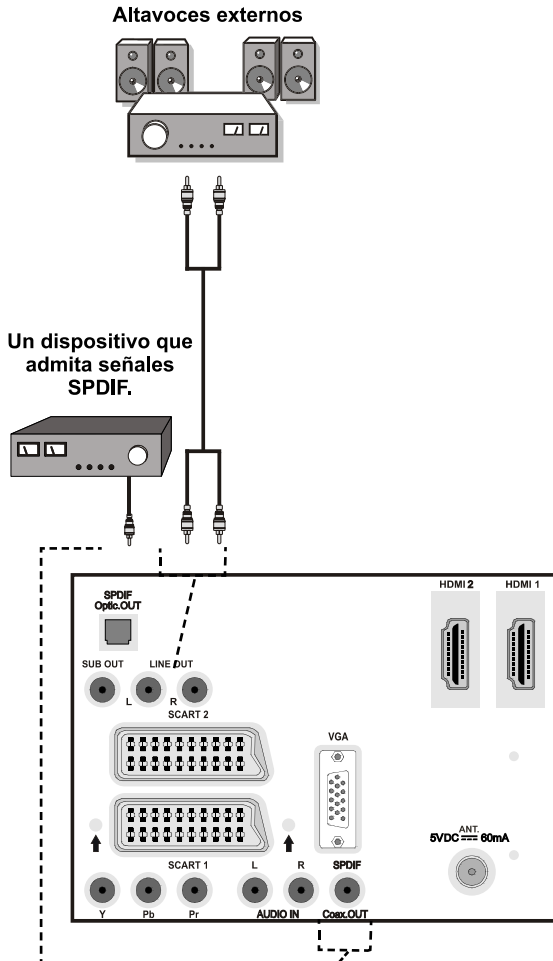 Altavoces externos
Un dispositivo que
admita señales
SPDIF.
HDMI 2 HDMI 1
SPDIF
Optic.OUT
SUB OUT LINE OUT
L R
SCART 2
VGA
ANT.
5VDC 60mA
SCART 1 L R SPDIF
Y Pb Pr AUDIO IN Coax.OUT